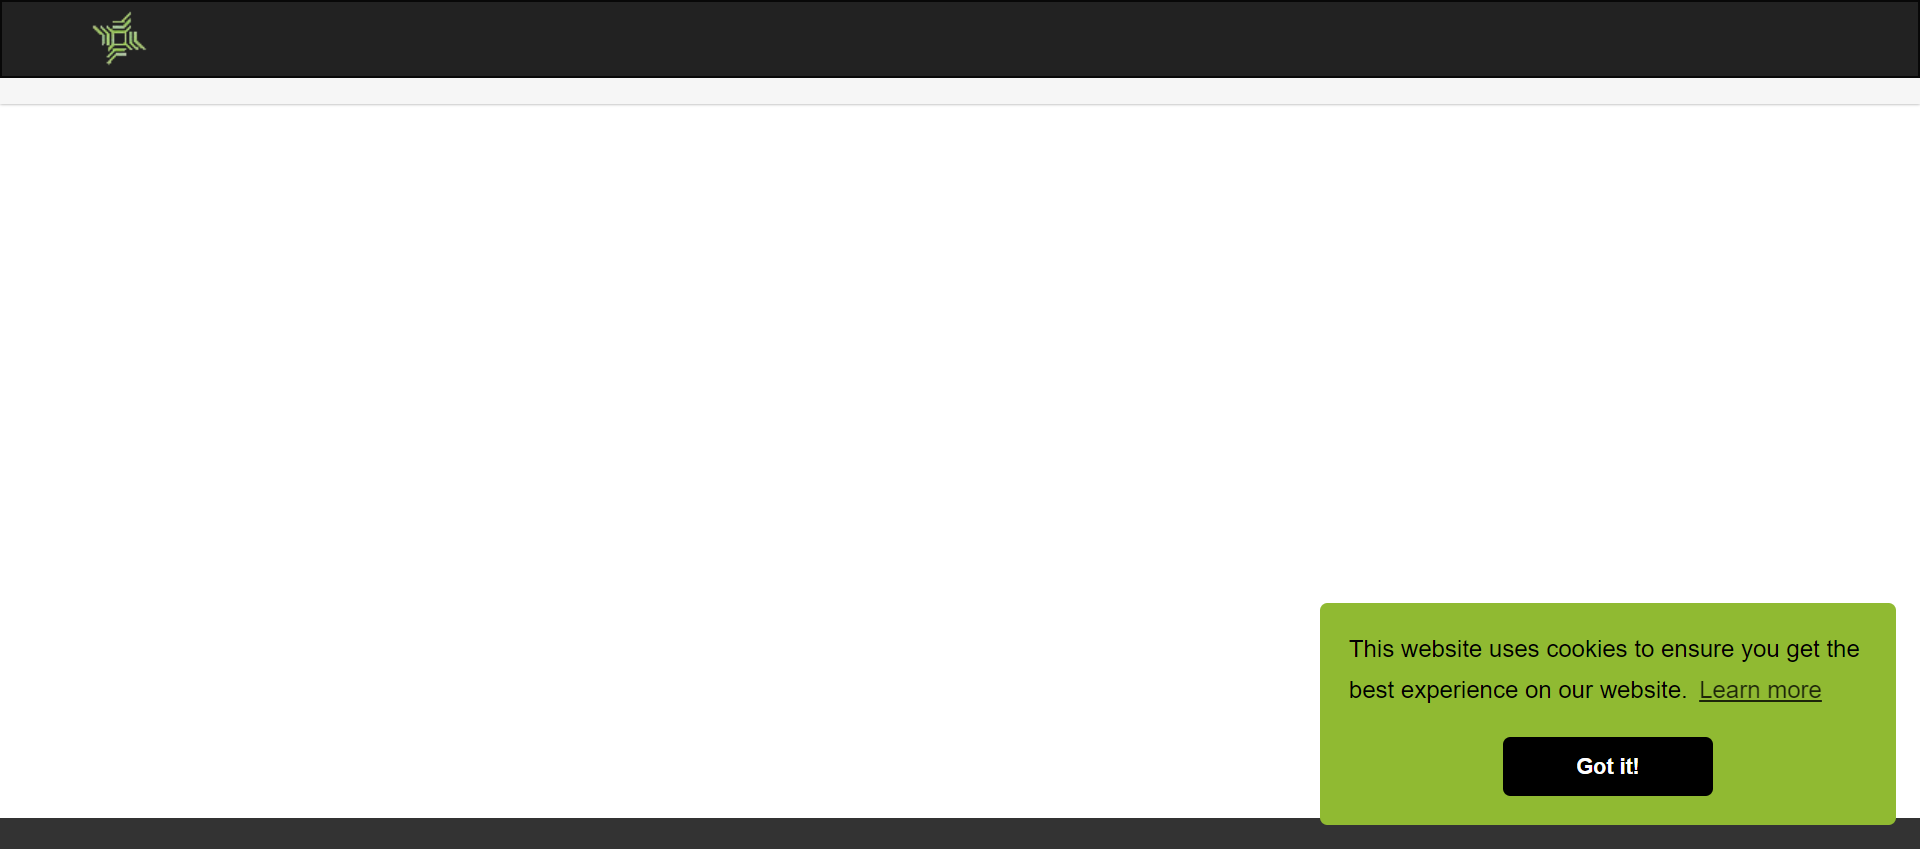 This website uses cookies to ensure you get the
best experience on our website. Learn more
Got it!